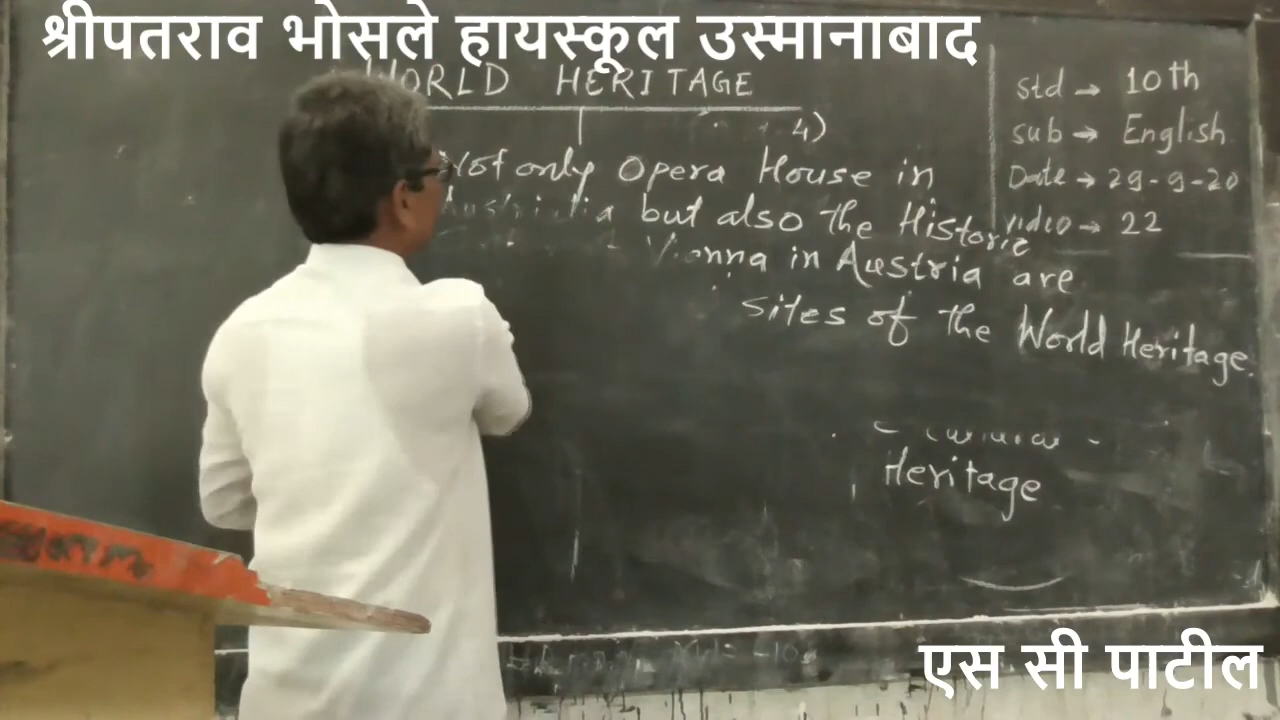 श्रीपतराव भोसले हायस्कूल उस्मानाबाद
WORLD HERITAGE
4)
Not only Opera House in
but also the Historic
Vienna in Austria are
sites of the World Heritage.
Heritage
Std → 10th
sub → English.
Date → 29-9-20
video → 22
एस सी पाटील